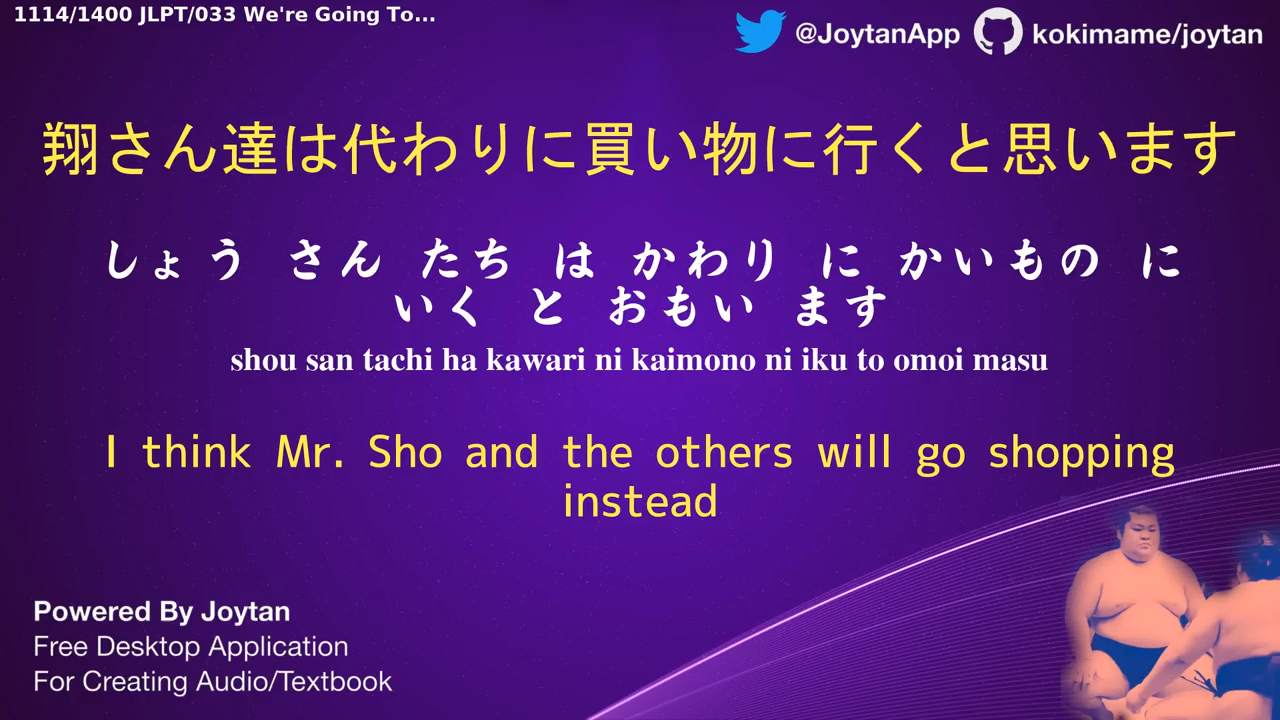 1114/1400 JLPT/033 We're Going To...
@JoytanApp kokimame/joytan
翔さん達は代わりに買い物に行くと思います
しょう さん たち は かわり に かいもの に
いく と おもい ます
shou san tachi ha kawari ni kaimono ni iku to omoi masu
I think Mr. Sho and the others will go shopping
instead
Powered By Joytan
Free Desktop Application
For Creating Audio/Textbook